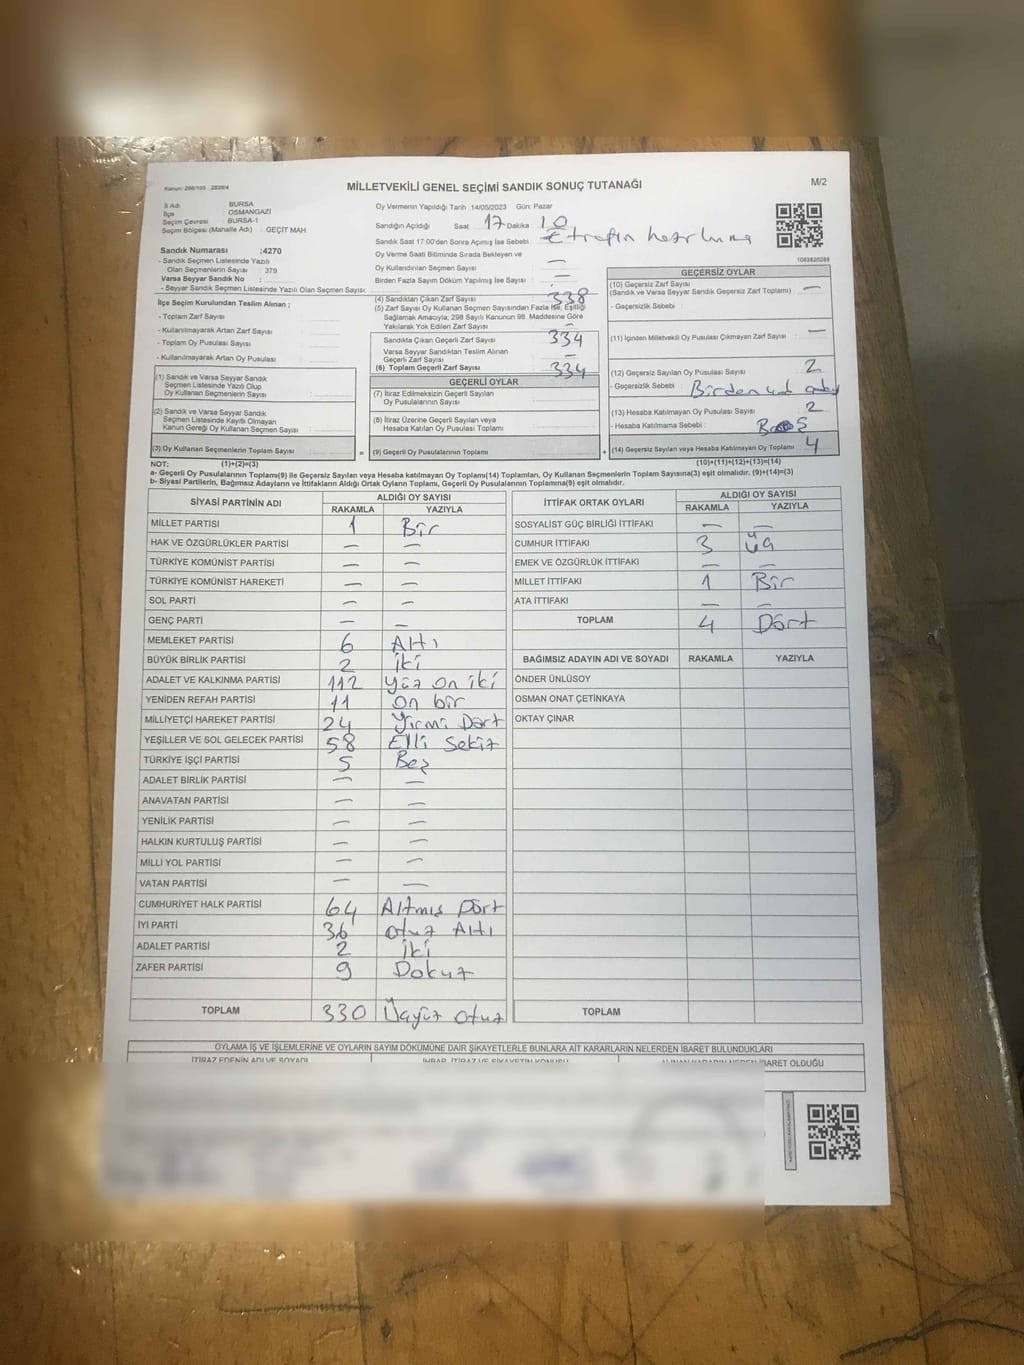 Kanun: 298/105 , 2839/4
MİLLETVEKİLİ GENEL SEÇİMİ SANDIK SONUÇ TUTANAĞI
M/2
İl Adı : BURSA
İlçe : OSMANGAZİ
Seçim Çevrası : BURSA-1
Seçim Bölgesi (Mahalle Adı) : GEÇİT MAH.
Sandık Numarası :4270
- Sandık Seçmen Listesinde Yazılı
Olan Seçmenlerin Sayısı : 379
Varsa Seyyar Sandık No :
- Seyyar Sandık Seçmen Listesinde Yazılı Olan Seçmen Sayısı:
İlçe Seçim Kurulundan Teslim Alınan ;
- Toplam Zarf Sayısı :
- Kullanılmayarak Artan Zarf Sayısı :
- Toplam Oy Pusulası Sayısı :
- Kullanılmayarak Artan Oy Pusulası :
Oy Vermenin Yapıldığı Tarih :14/05/2023 Gün: Pazar
Sandığın Açıldığı Saat : 17 Dakika : 10
Sandık Saat 17:00'den Sonra Açımış İse Sebebi : Etrafın hazırlama
Oy Verme Saati Bitiminde Sırada Bekleyen ve
Oy Kullandırılan Seçmen Sayısı : —
Birden Fazla Sayım Döküm Yapılmış İse Sayısı : —
(4) Sandıktan Çıkan Zarf Sayısı : 338
(5) Zarf Sayısı Oy Kullanan Seçmen Sayısından Fazla İse, Eşitliği
Sağlamak Amacıyla; 298 Sayılı Kanunun 98. Maddesine Göre
Yakılarak Yok Edilen Zarf Sayısı : —
Sandıkta Çıkan Geçerli Zarf Sayısı : 334
Varsa Seyyar Sandıktan Teslim Alınan
Geçerli Zarf Sayısı : —
(6) Toplam Geçerli Zarf Sayısı : 334
1083820289
GEÇERSİZ OYLAR
(10) Geçersiz Zarf Sayısı
(Sandık ve Varsa Seyyar Sandık Geçersiz Zarf Toplamı) : —
- Geçersizlik Sebebi :
(11) İçinden Milletvekili Oy Pusulası Çıkmayan Zarf Sayısı : —
(12) Geçersiz Sayılan Oy Pusulası Sayısı : 2
-Geçersizlik Sebebi : Birden
(13) Hesaba Katılmayan Oy Pusulası Sayısı : 2
- Hesaba Katılmama Sebebi :
(14) Geçersiz Sayılan veya Hesaba Katılmayan Oy Toplamı : 4
(10)+(11)+(12)+(13)=(14)
(1) Sandık ve Varsa Seyyar Sandık
Seçmen Listesinde Yazılı Olup
Oy Kullanan Seçmenlerin Sayısı :
(2) Sandık ve Varsa Seyyar Sandık
Seçmen Listesinde Kayıtlı Olmayan
Kanun Gereği Oy Kullanan Seçmen Sayısı :
(3) Oy Kullanan Seçmenlerin Toplam Sayısı :
(1)+(2)=(3)
GEÇERLİ OYLAR
(7) İtiraz Edilmeksizin Geçerli Sayılan
Oy Pusulalarının Sayısı :
(8) İtiraz Üzerine Geçerli Sayılan veya
Hesaba Katılan Oy Pusulası Toplamı :
= (9) Geçerli Oy Pusulalarının Toplam Sayısı : +
NOT:
a- Geçerli Oy Pusulalarının Toplamı(9) ile Geçersiz Sayılan veya Hesaba katılmayan Oy Toplam(14) Toplamları, Oy Kullanan Seçmenlerin Toplam Sayısına(3) eşit olmalıdır. (9)+(14)=(3)
b- Siyasi Partilerin, Bağımsız Adayların ve İttifakların Aldığı Ortak Oyların Toplamı, Geçerli Oy Pusulalarının Toplamına(9) eşit olmalıdır.
SİYASİ PARTİNİN ADI ALDIĞI OY SAYISI
RAKAMLA YAZIYLA
MİLLET PARTİSİ 1 Bir
HAK VE ÖZGÜRLÜKLER PARTİSİ — —
TÜRKİYE KOMÜNİST PARTİSİ — —
TÜRKİYE KOMÜNİST HAREKETİ — —
SOL PARTİ — —
GENÇ PARTİ — —
MEMLEKET PARTİSİ 6 Altı
BÜYÜK BİRLİK PARTİSİ 2 İki
ADALET VE KALKINMA PARTİSİ 112 Yüz On iki
YENİDEN REFAH PARTİSİ 11 On bir
MİLLİYETÇİ HAREKET PARTİSİ 24 Yirmi Dört
YEŞİLLER VE SOL GELECEK PARTİSİ 58 Elli Sekiz
TÜRKİYE İŞÇİ PARTİSİ 5 Beş
ADALET BİRLİK PARTİSİ — —
ANAVATAN PARTİSİ — —
YENİLİK PARTİSİ — —
HALKIN KURTULUŞ PARTİSİ — —
MİLLİ YOL PARTİSİ — —
VATAN PARTİSİ — —
CUMHURİYET HALK PARTİSİ 64 Altmış Dört
İYİ PARTİ 36 Otuz Altı
ADALET PARTİSİ 2 İki
ZAFER PARTİSİ 9 Dokuz
TOPLAM 330 Üçyüz Otuz
İTTİFAK ORTAK OYLARI ALDIĞI OY SAYISI
RAKAMLA YAZIYLA
SOSYALİST GÜÇ BİRLİĞİ İTTİFAKI — —
CUMHUR İTTİFAKI 3 Üç
EMEK VE ÖZGÜRLÜK İTTİFAKI — —
MİLLET İTTİFAKI 1 Bir
ATA İTTİFAKI — —
TOPLAM 4 Dört
BAĞIMSIZ ADAYIN ADI VE SOYADI RAKAMLA YAZIYLA
ÖNDER ÜNLÜSOY
OSMAN ONAT ÇETİNKAYA
OKTAY ÇINAR
TOPLAM
OYLAMA İŞ VE İŞLEMLERİNE VE OYLARIN SAYIM DÖKÜMÜNE DAİR ŞİKAYETLERLE BUNLARA AİT KARARLARIN NELERDEN İBARET BULUNDUKLARI
İTİRAZ EDENİN ADI VE SOYADI İHBAR, İTİRAZ VE ŞİKAYETİN KONUSU ALINAN KARARIN NEDEN İBARET OLDUĞU